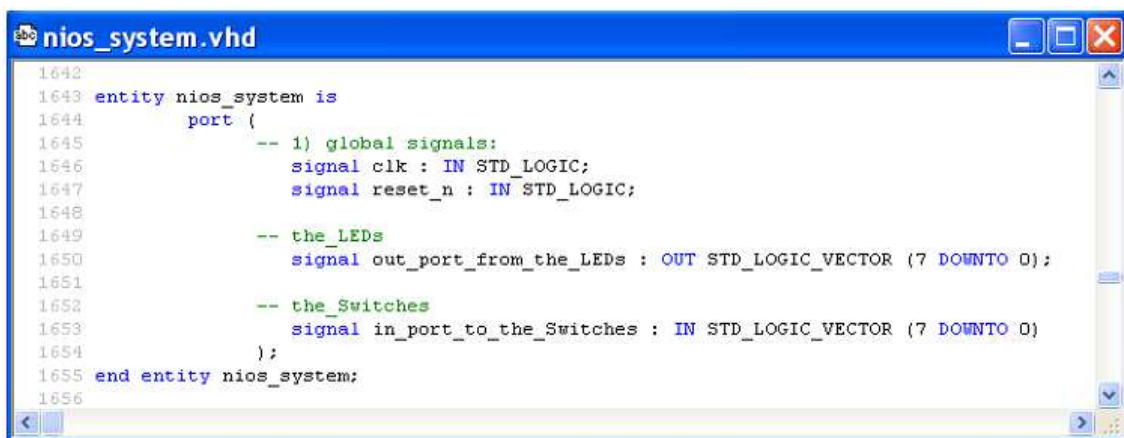 nios_system.vhd
1642
1643 entity nios_system is
1644 port (
1645 -- 1) global signals:
1646 signal clk : IN STD_LOGIC;
1647 signal reset_n : IN STD_LOGIC;
1648
1649 -- the_LEDs
1650 signal out_port_from_the_LEDs : OUT STD_LOGIC_VECTOR (7 DOWNTO 0);
1651
1652 -- the_Switches
1653 signal in_port_to_the_Switches : IN STD_LOGIC_VECTOR (7 DOWNTO 0)
1654 );
1655 end entity nios_system;
1656